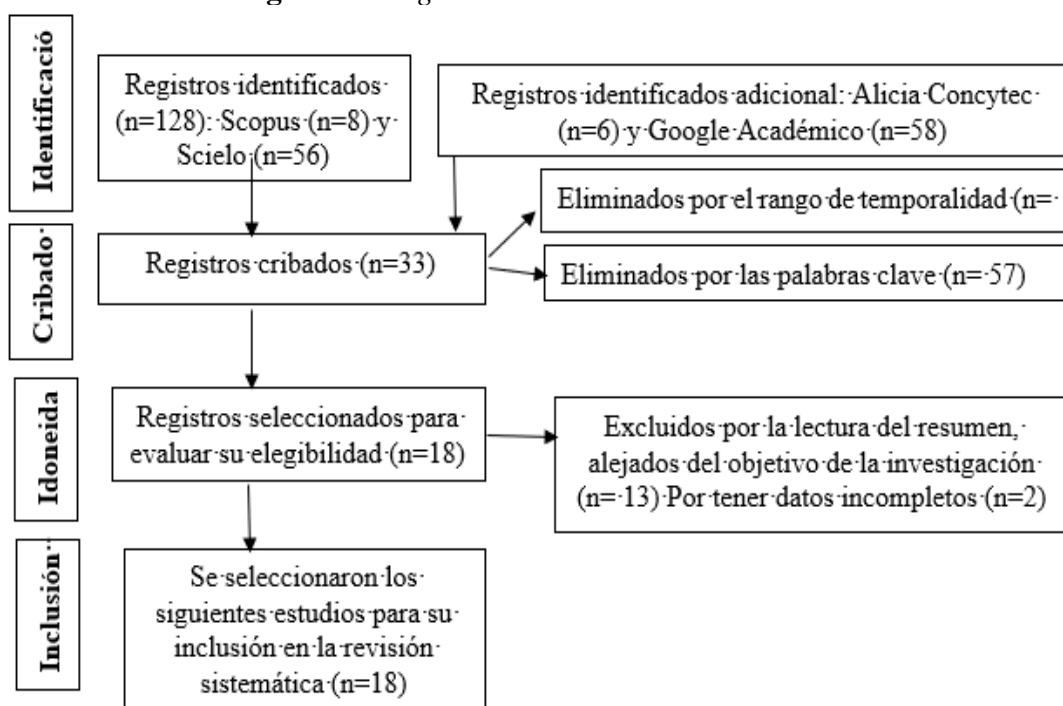 Identificació
Registros identificados
(n=128): Scopus (n=8) y
Scielo (n=56)
Registros identificados adicional: Alicia Concytec
(n=6) y Google Académico (n=58)
Eliminados por el rango de temporalidad (n=
Cribado
Registros cribados (n=33)
Eliminados por las palabras clave (n= 57)
Idoneida
Registros seleccionados para
evaluar su elegibilidad (n=18)
Excluidos por la lectura del resumen,
alejados del objetivo de la investigación
(n= 13) Por tener datos incompletos (n=2)
Inclusión
Se seleccionaron los
siguientes estudios para su
inclusión en la revisión
sistemática (n=18)